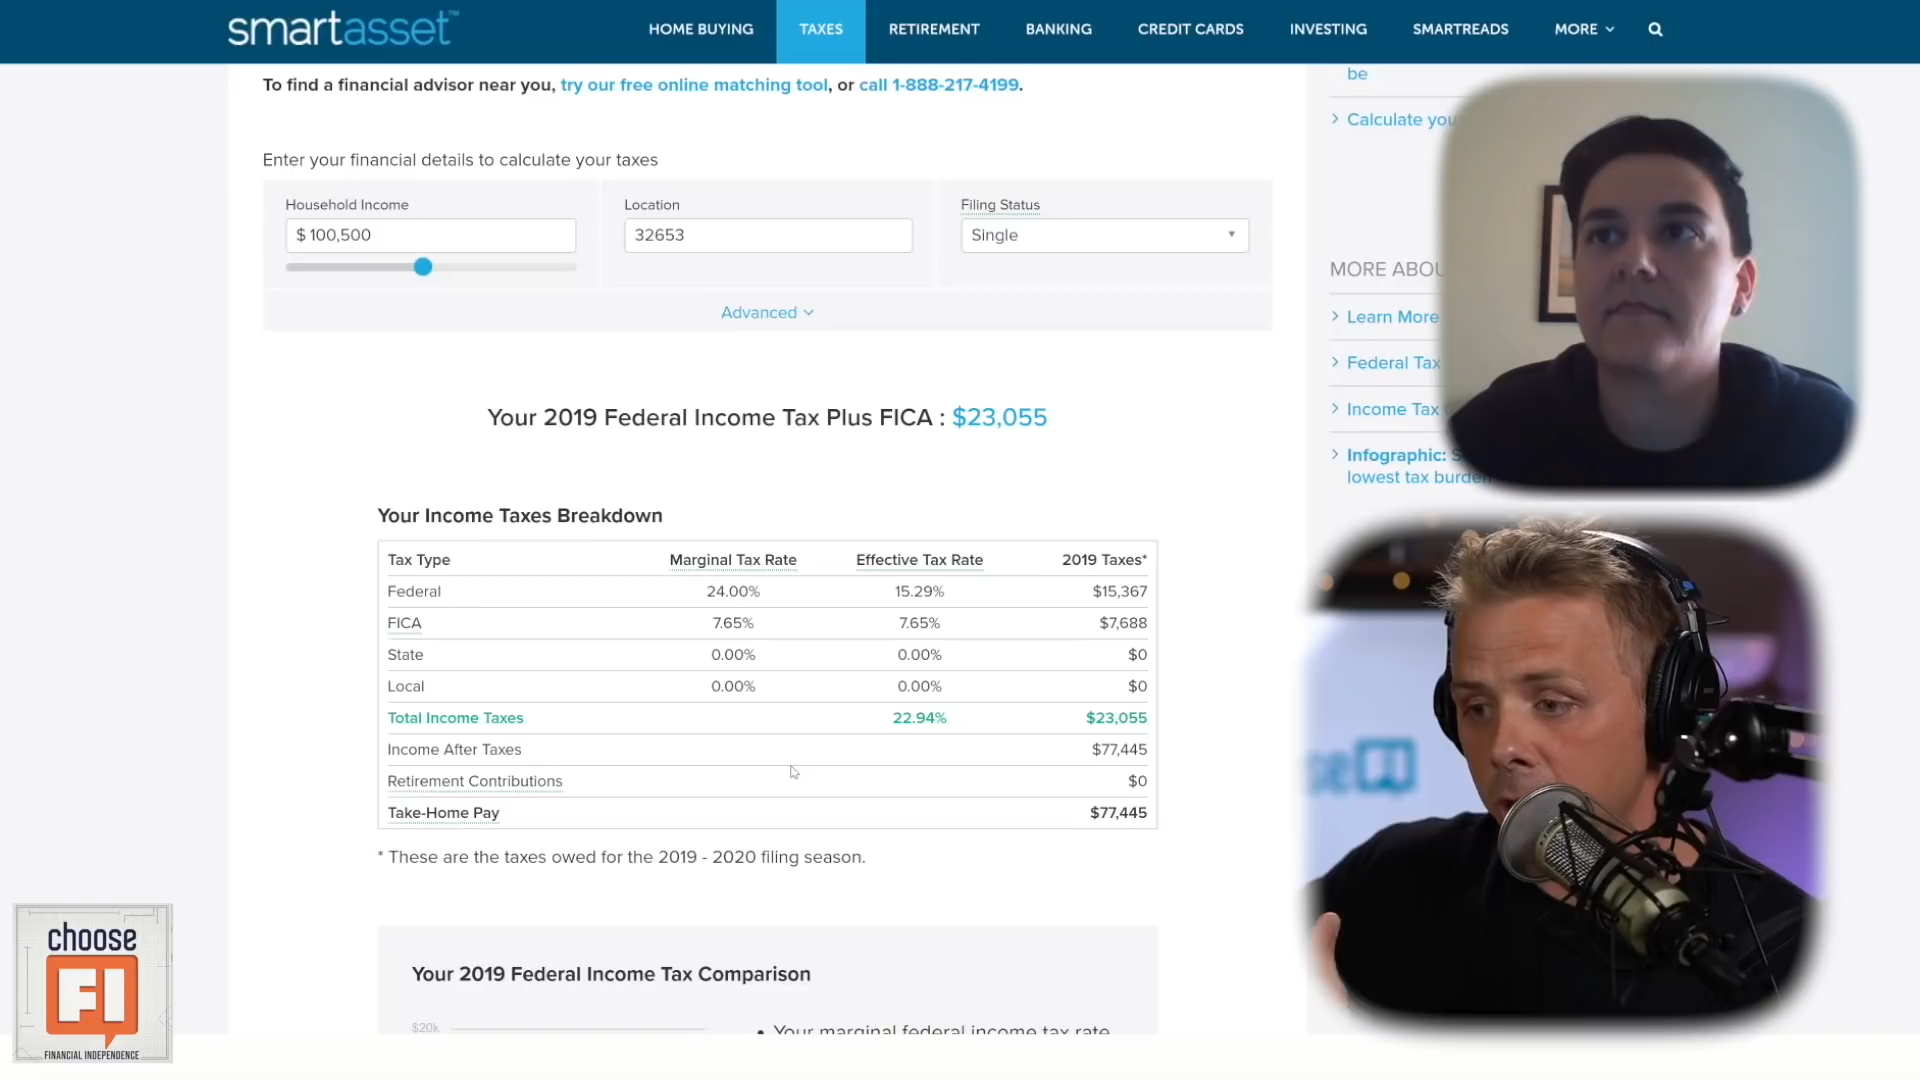 smartasset™
HOME BUYING TAXES RETIREMENT BANKING CREDIT CARDS INVESTING SMARTREADS MORE
To find a financial advisor near you, try our free online matching tool, or call 1-888-217-4199.
be
Calculate you
Enter your financial details to calculate your taxes
Household Income Location Filing Status
$ 100,500 32653 Single
Advanced
MORE ABOU
Learn More
Federal Tax
Income Tax
Infographic: S
lowest tax burden
Your 2019 Federal Income Tax Plus FICA : $23,055
Your Income Taxes Breakdown
Tax Type Marginal Tax Rate Effective Tax Rate 2019 Taxes*
Federal 24.00% 15.29% $15,367
FICA 7.65% 7.65% $7,688
State 0.00% 0.00% $0
Local 0.00% 0.00% $0
Total Income Taxes 22.94% $23,055
Income After Taxes $77,445
Retirement Contributions $0
Take-Home Pay $77,445
* These are the taxes owed for the 2019 - 2020 filing season.
Your 2019 Federal Income Tax Comparison
$20k
• Your marginal federal income tax rate
choose
FI
FINANCIAL INDEPENDENCE